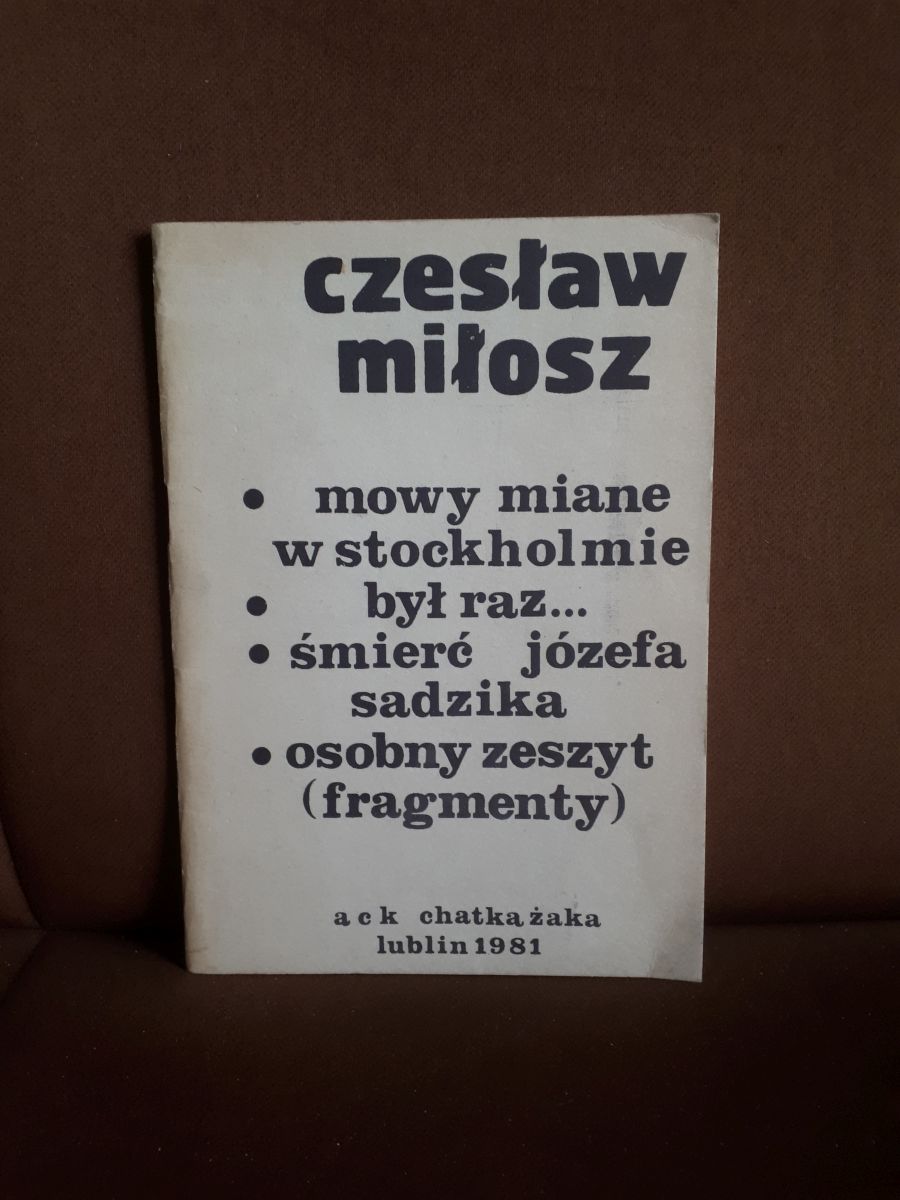 czesław
miłosz
• mowy miane
w stockholmie
• był raz...
• śmierć józefa
sadzika
• osobny zeszyt
(fragmenty)
ack chatka żaka
lublin 1981